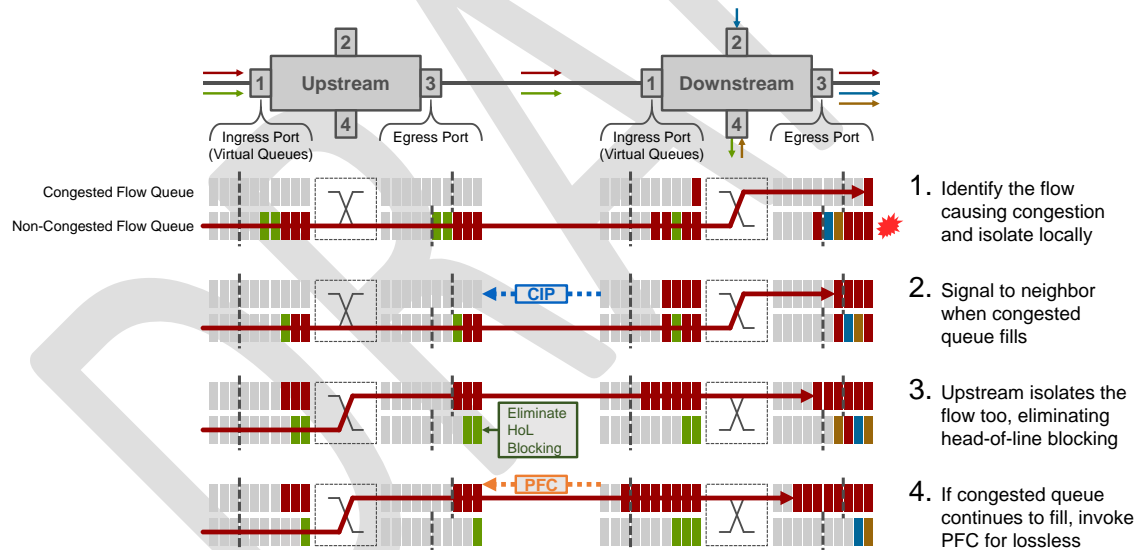 DRA
2
2
1
Upstream
3
1
Downstream
3
4
4
Ingress Port
(Virtual Queues)
Egress Port
Ingress Port
(Virtual Queues)
Egress Port
Congested Flow Queue
Non-Congested Flow Queue
1. Identify the flow
causing congestion
and isolate locally
CIP
2. Signal to neighbor
when congested
queue fills
Eliminate
HoL
Blocking
3. Upstream isolates the
flow too, eliminating
head-of-line blocking
PFC
4. If congested queue
continues to fill, invoke
PFC for lossless